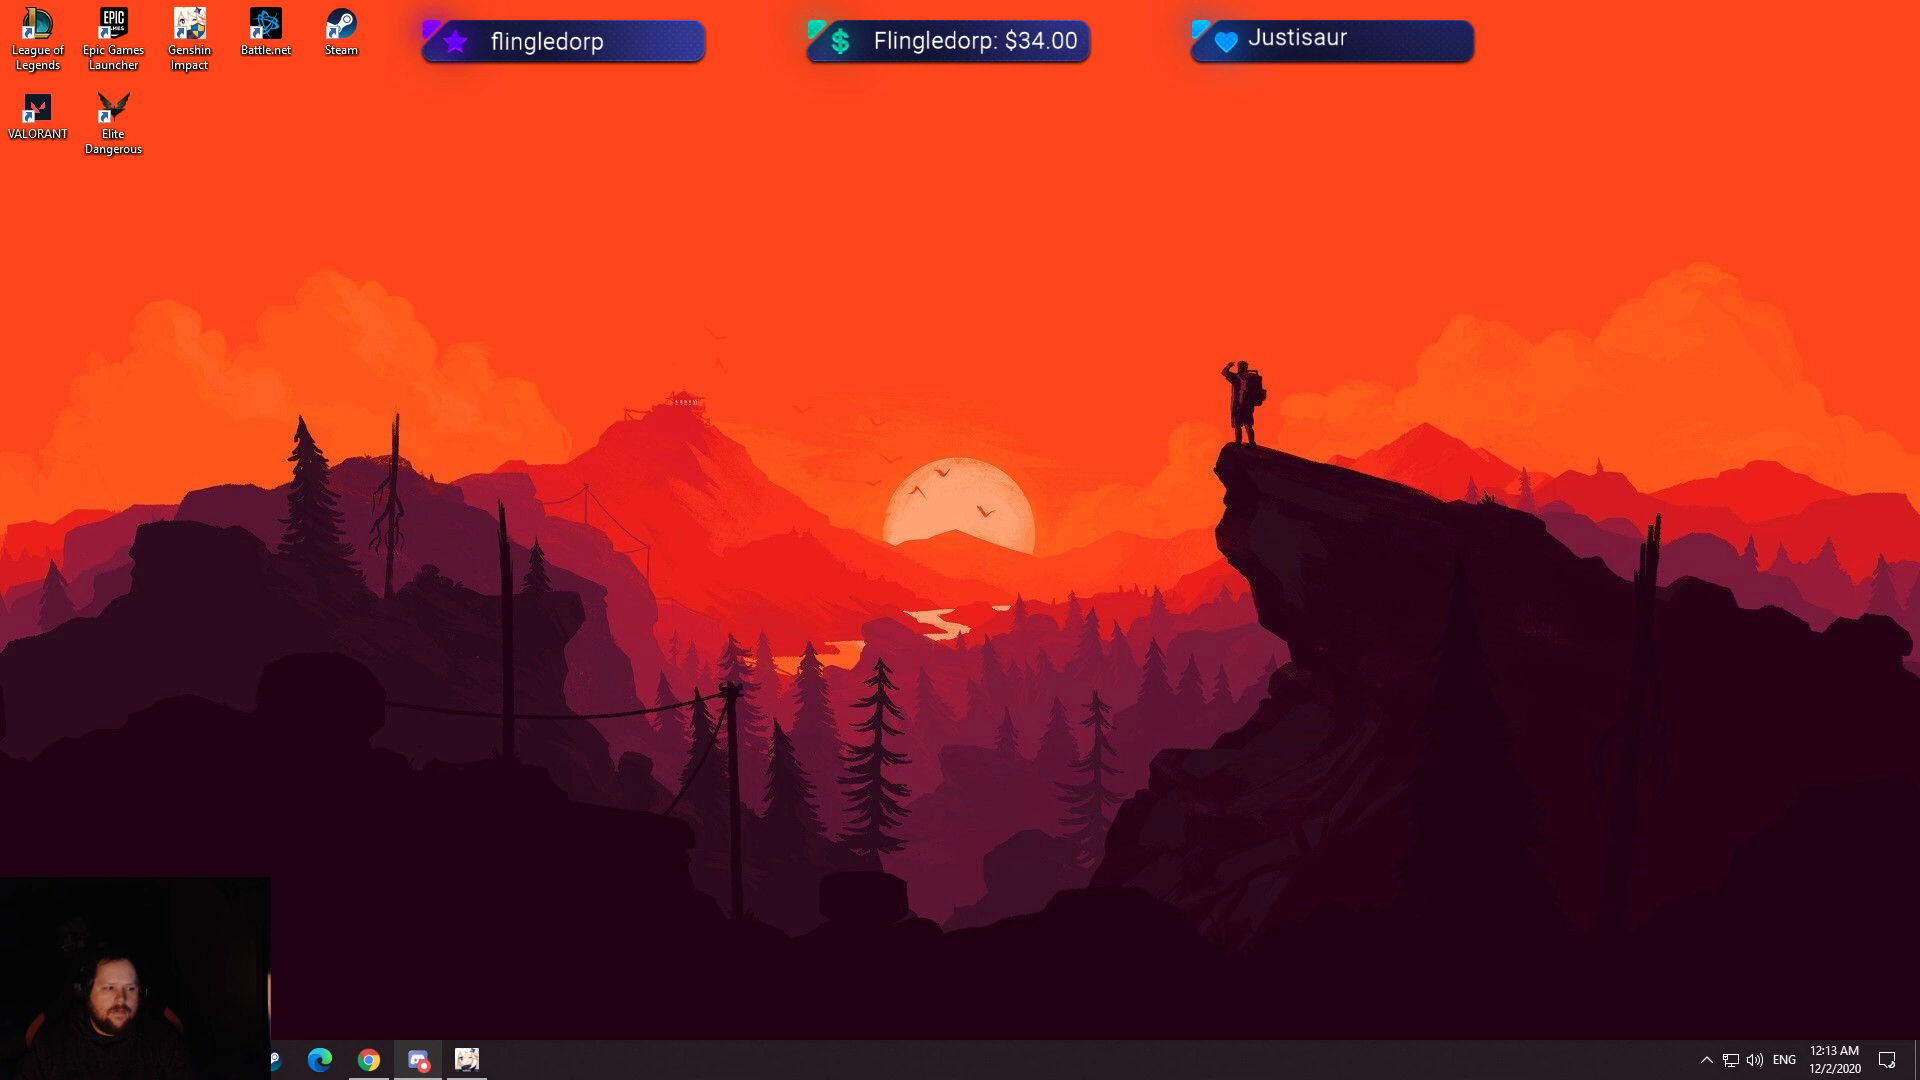 League of
Legends
Epic Games
Launcher
Genshin
Impact
Battle.net
Steam
VALORANT
Elite
Dangerous
flingledorp
Flingledorp: $34.00
Justisaur
EPIC
GAMES
ENG
12:13 AM
12/2/2020